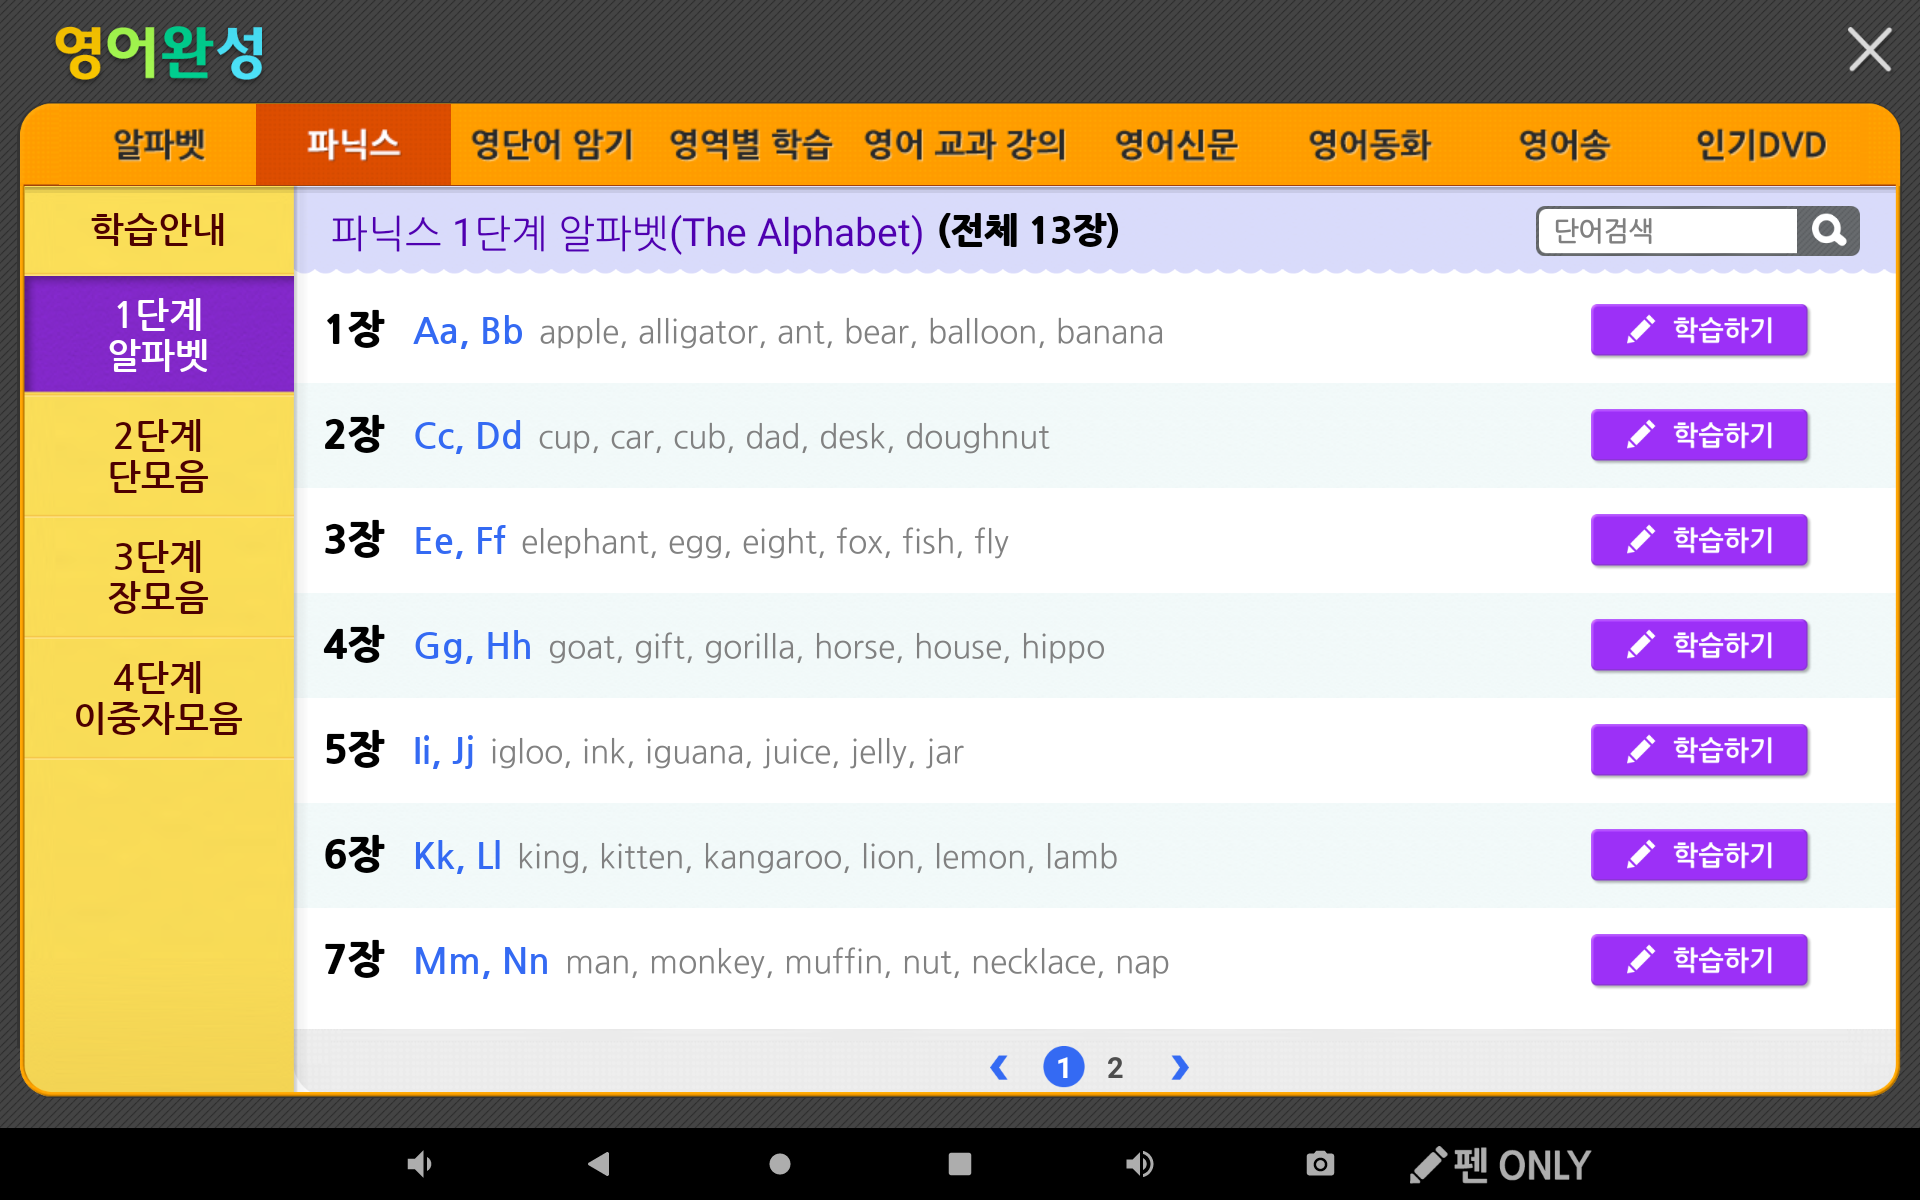 영어완성
알파벳 파닉스 영단어 암기 영역별 학습 영어 교과 강의 영어신문 영어동화 영어송 인기DVD
학습안내
1단계
알파벳
2단계
단모음
3단계
장모음
4단계
이중자모음
파닉스 1단계 알파벳(The Alphabet) (전체 13장)
단어검색
1장 Aa, Bb apple, alligator, ant, bear, balloon, banana 학습하기
2장 Cc, Dd cup, car, cub, dad, desk, doughnut 학습하기
3장 Ee, Ff elephant, egg, eight, fox, fish, fly 학습하기
4장 Gg, Hh goat, gift, gorilla, horse, house, hippo 학습하기
5장 Ii, Jj igloo, ink, iguana, juice, jelly, jar 학습하기
6장 Kk, Ll king, kitten, kangaroo, lion, lemon, lamb 학습하기
7장 Mm, Nn man, monkey, muffin, nut, necklace, nap 학습하기
1 2
펜 ONLY